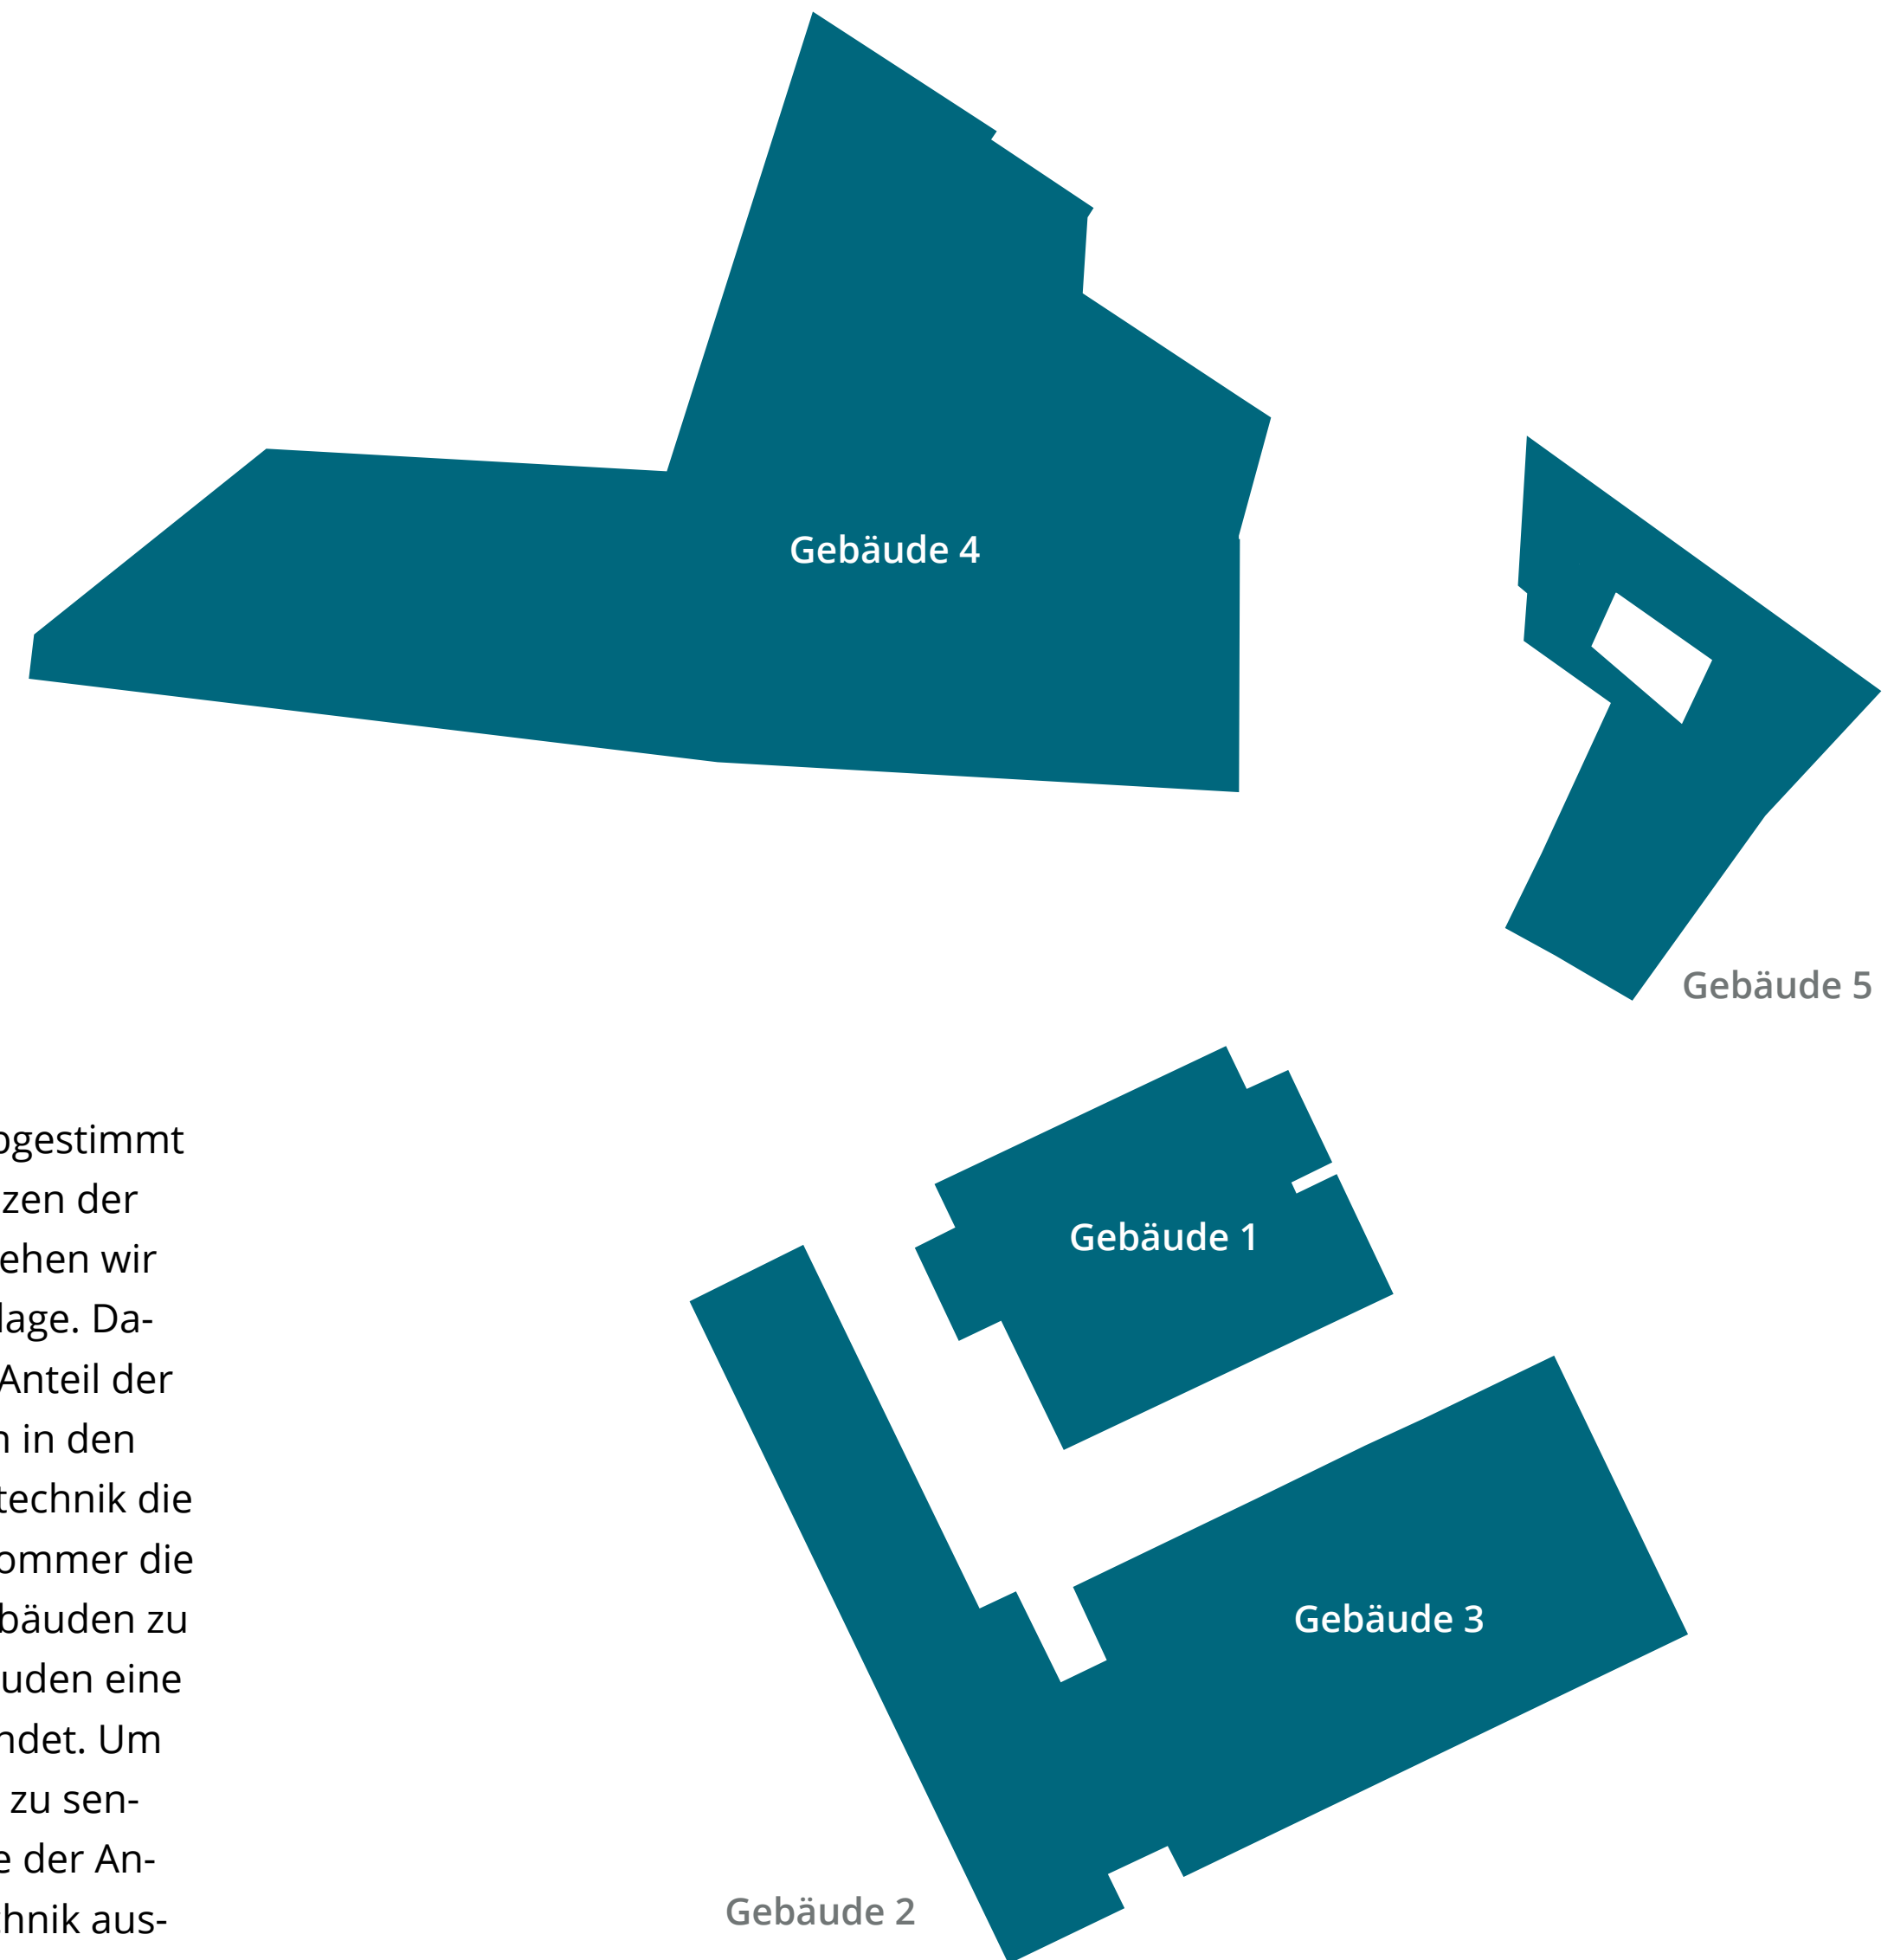 Gebäude 4
Gebäude 5
Gebäude 1
Gebäude 3
Gebäude 2
bgestimmt
zen der
ehen wir
lage. Da-
Anteil der
n in den
technik die
ommer die
bäuden zu
uden eine
ndet. Um
zu sen-
e der An-
hnik aus-